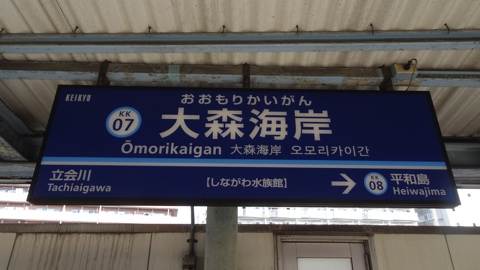 KEIKYO
おおもりかいがん
KK
07
大森海岸
Ōmorikaigan 大森海岸 오모리카이간
立会川
Tachiaigawa
【しながわ水族館】
KK
08
平和島
Heiwajima